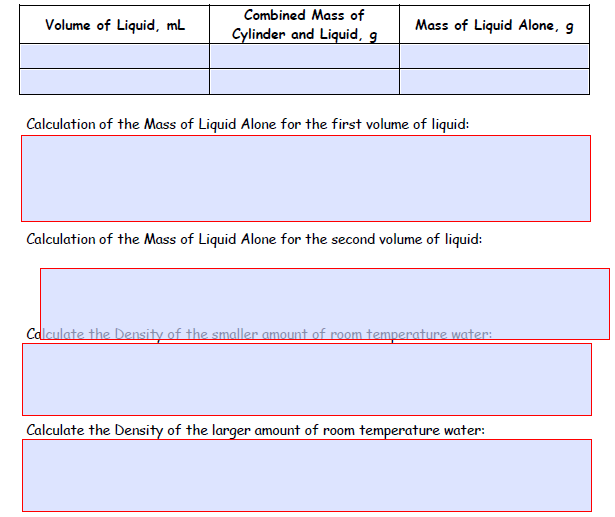 Volume of Liquid, mL
Combined Mass of
Cylinder and Liquid, g
Mass of Liquid Alone, g
Calculation of the Mass of Liquid Alone for the first volume of liquid:
Calculation of the Mass of Liquid Alone for the second volume of liquid:
Calculate the Density of the smaller amount of room temperature water:
Calculate the Density of the larger amount of room temperature water: